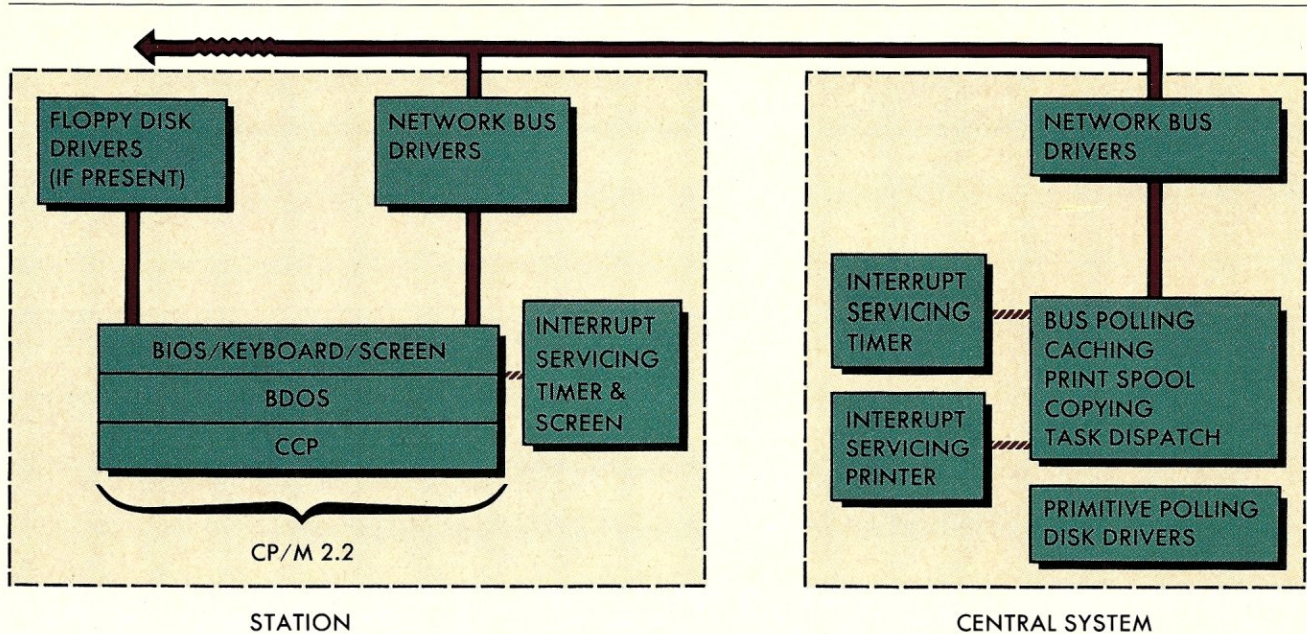 FLOPPY DISK
DRIVERS
(IF PRESENT)
NETWORK BUS
DRIVERS
BIOS/KEYBOARD/SCREEN
BDOS
CCP
INTERRUPT
SERVICING
TIMER &
SCREEN
CP/M 2.2
STATION
NETWORK BUS
DRIVERS
INTERRUPT
SERVICING
TIMER
INTERRUPT
SERVICING
PRINTER
BUS POLLING
CACHING
PRINT SPOOL
COPYING
TASK DISPATCH
PRIMITIVE POLLING
DISK DRIVERS
CENTRAL SYSTEM